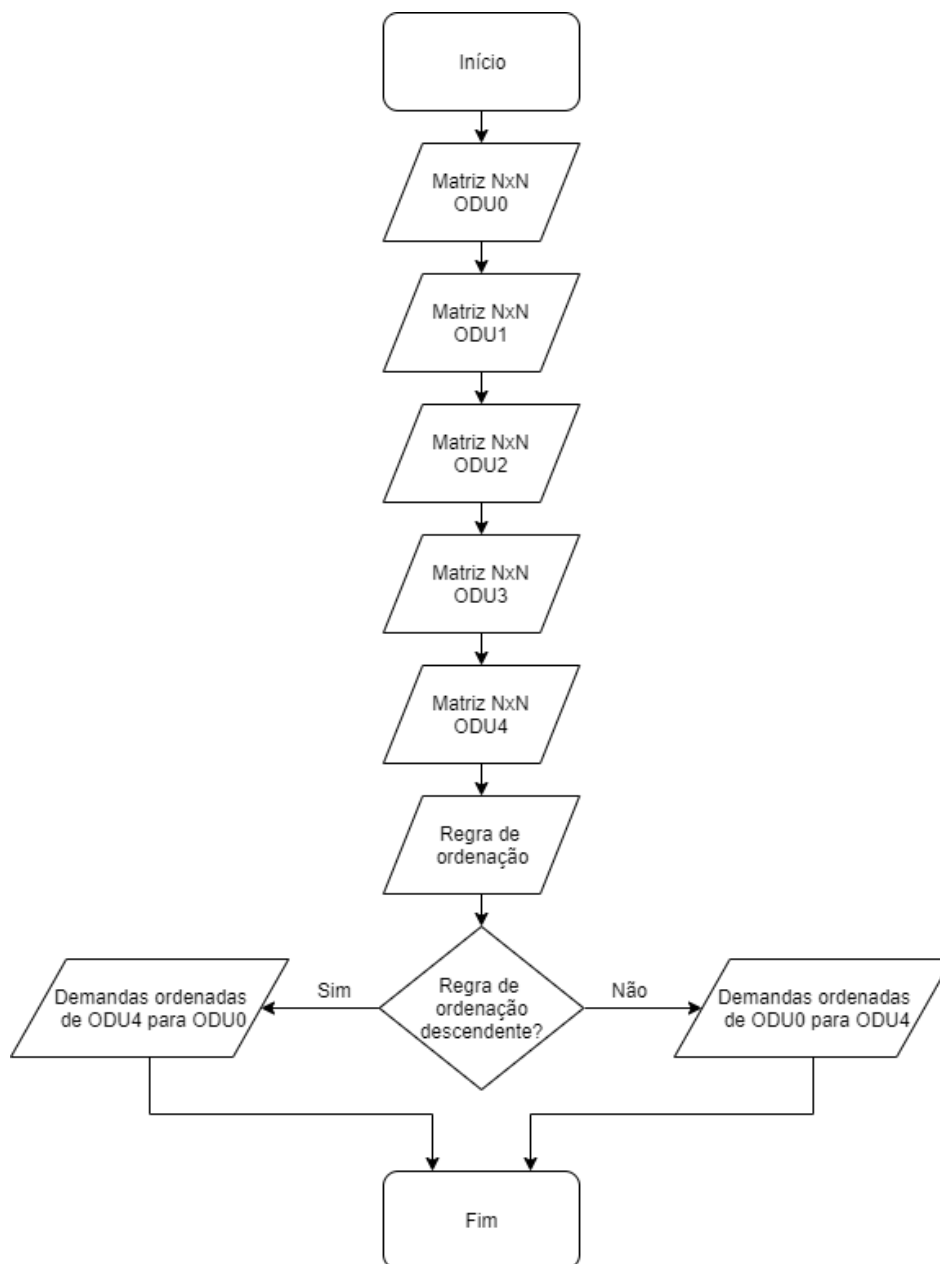 Início
Matriz NxN
ODU0
Matriz NxN
ODU1
Matriz NxN
ODU2
Matriz NxN
ODU3
Matriz NxN
ODU4
Regra de
ordenação
Regra de
ordenação
descendente?
Sim
Não
Demandas ordenadas
de ODU4 para ODU0
Demandas ordenadas
de ODU0 para ODU4
Fim